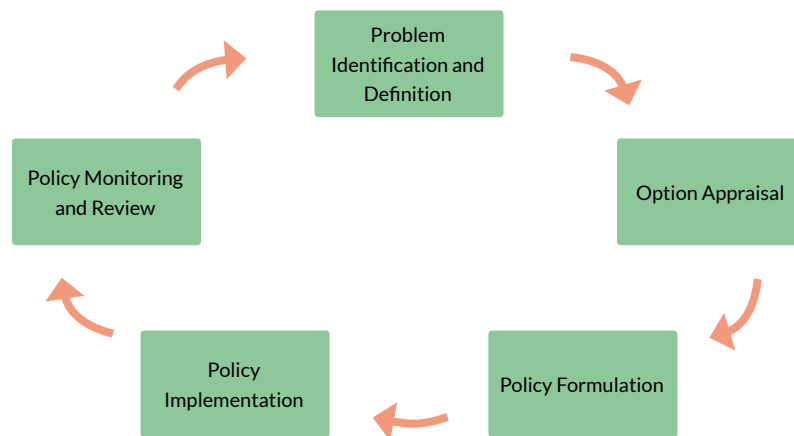 Problem
Identification and
Definition
Option Appraisal
Policy Formulation
Policy
Implementation
Policy Monitoring
and Review